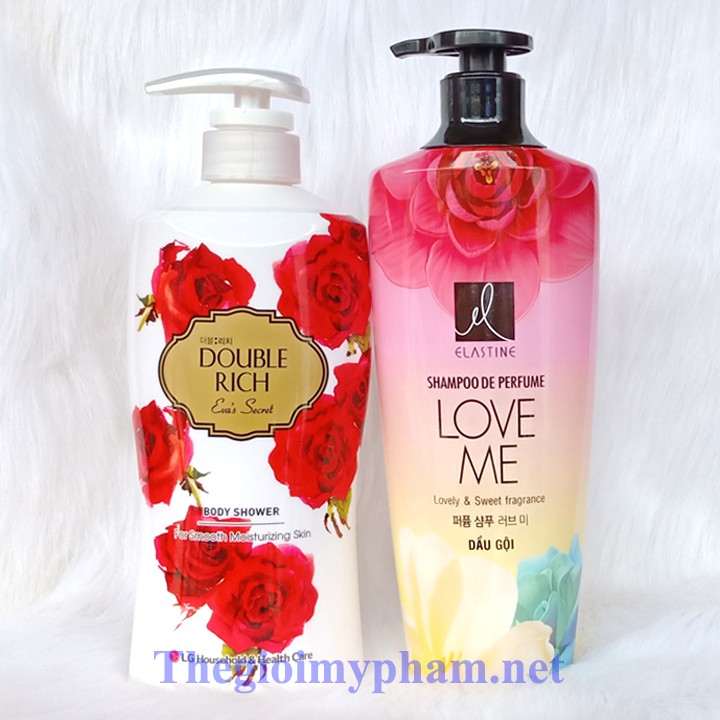 더블:리치
DOUBLE
RICH
Eva's Secret
BODY SHOWER
For Smooth Moisturizing Skin
LG Household & Health Care
el
ELASTINE
SHAMPOO DE PERFUME
LOVE
ME
Lovely & Sweet fragrance
퍼퓸 샴푸 러브 미
DẦU GỘI
Thegioimypham.net